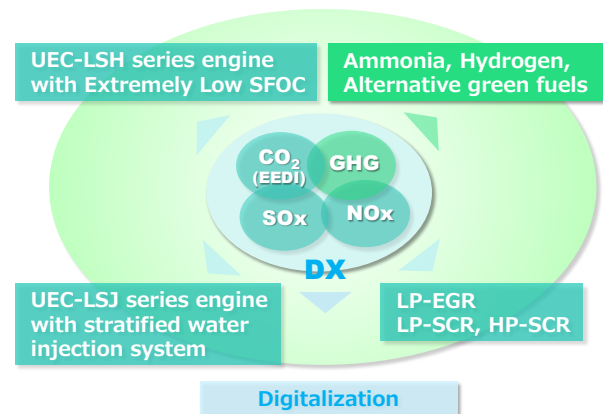 UEC-LSH series engine
with Extremely Low SFOC
Ammonia, Hydrogen,
Alternative green fuels
CO2
(EEDI)
GHG
SOx
NOx
DX
UEC-LSJ series engine
with stratified water
injection system
LP-EGR
LP-SCR, HP-SCR
Digitalization